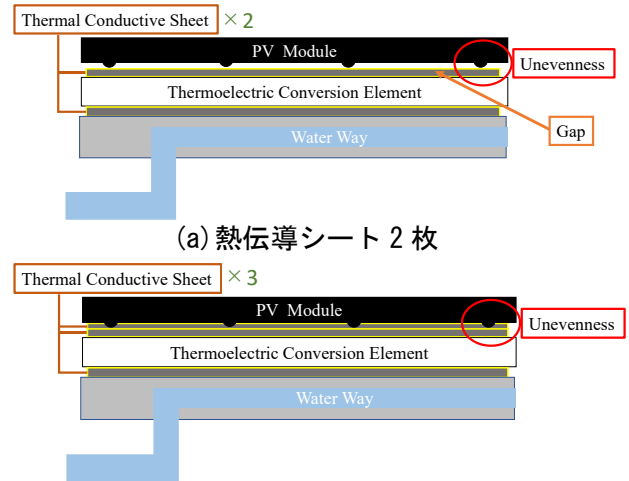 Thermal Conductive Sheet ×2
PV Module
Unevenness
Thermoelectric Conversion Element
Gap
Water Way
(a)熱伝導シート2枚
Thermal Conductive Sheet ×3
PV Module
Unevenness
Thermoelectric Conversion Element
Water Way